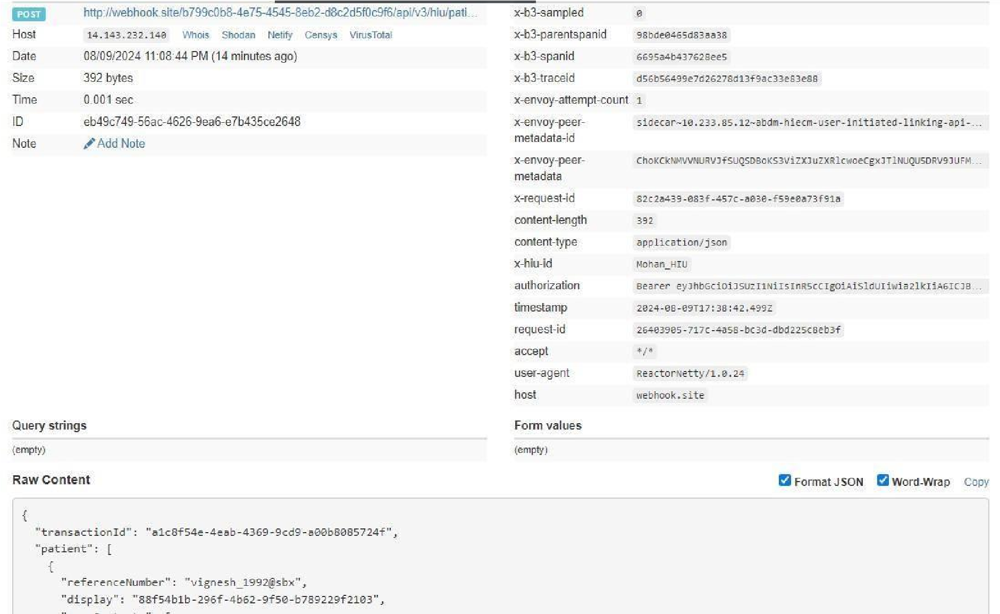 POST http://webhook.site/b799c0b8-4e75-4545-8eb2-d8c2d5f0c9f6/api/v3/hiu/pati...
Host 14.143.232.140 Whois Shodan Netify Censys VirusTotal
Date 08/09/2024 11:08:44 PM (14 minutes ago)
Size 392 bytes
Time 0.001 sec
ID eb49c749-56ac-4626-9ea6-e7b435ce2648
Note Add Note
x-b3-sampled 0
x-b3-parentspanid 98bde0465d83aa38
x-b3-spanid 6695a4b437628ee5
x-b3-traceid d56b56499e7d26278d13f9ac33e83e88
x-envoy-attempt-count 1
x-envoy-peer- sidecar~10.233.85.12~abdm-hiecm-user-initiated-linking-api-...
metadata-id
x-envoy-peer- ChoKCkNMVVNURVJfSUQSDBoKS3ViZXJuZXRlcwoeCgxJTlNUQU5DRV9JUFM...
metadata
x-request-id 82c2a439-083f-457c-a030-f59e0a73f91a
content-length 392
content-type application/json
x-hiu-id Mohan_HIU
authorization Bearer eyJhbGciOiJSUzI1NiIsInR5cCIgOiAiSldUIiwia2lkIiA6ICJB...
timestamp 2024-08-09T17:38:42.499Z
request-id 26403905-717c-4a58-bc3d-dbd225c8eb3f
accept */*
user-agent ReactorNetty/1.0.24
host webhook.site
Query strings
(empty)
Form values
(empty)
Raw Content Format JSON Word-Wrap Copy
{
"transactionId": "a1c8f54e-4eab-4369-9cd9-a00b8085724f",
"patient": [
{
"referenceNumber": "vignesh_1992@sbx",
"display": "88f54b1b-296f-4b62-9f50-b789229f2103",